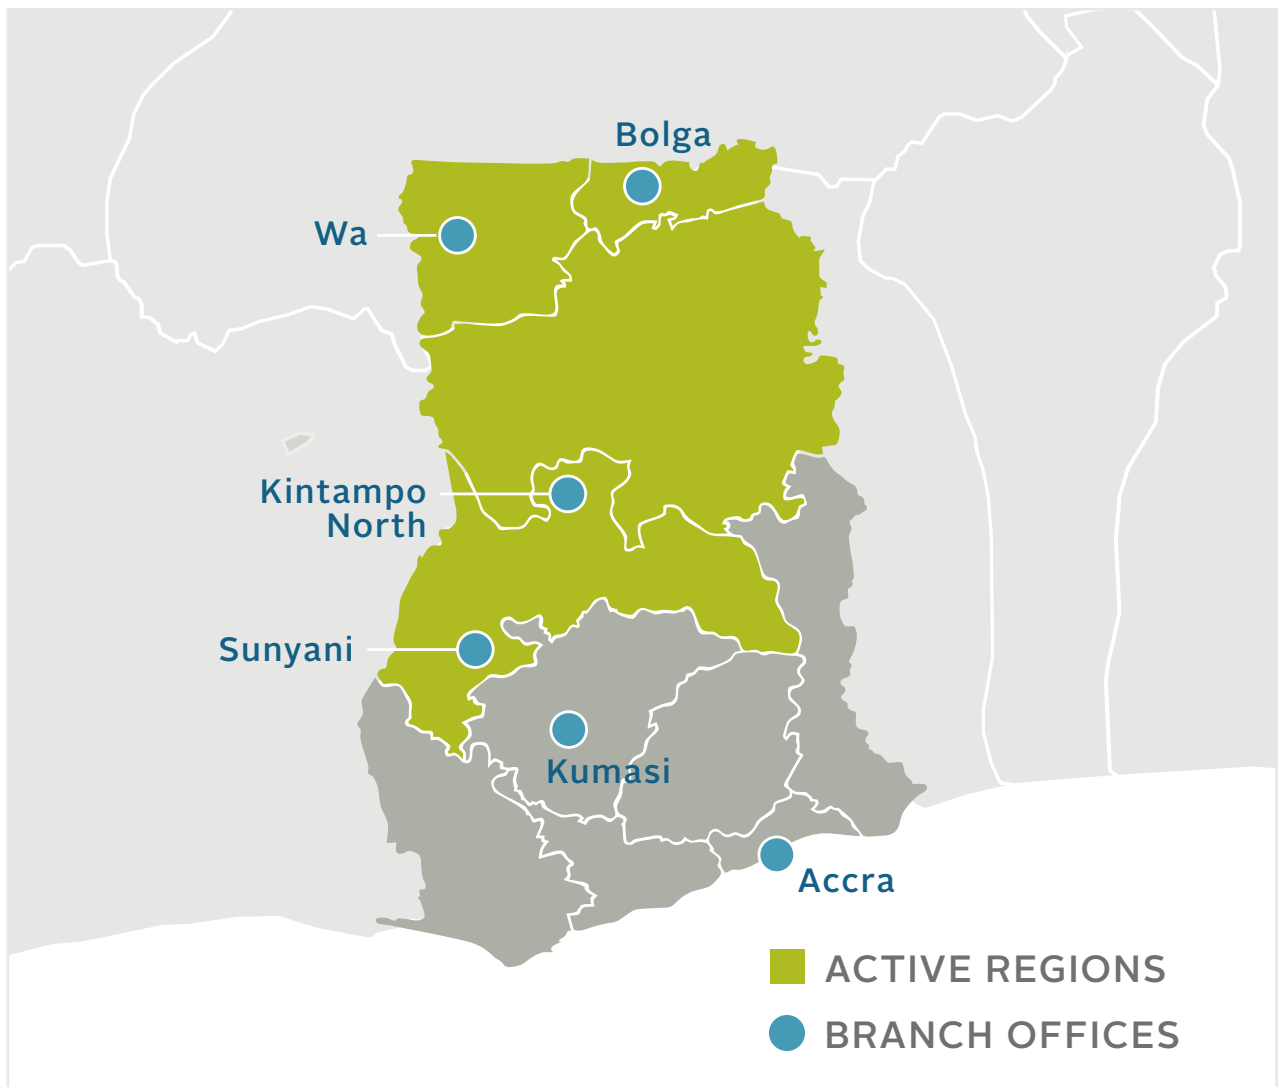 Bolga
Wa
Kintampo
North
Sunyani
Kumasi
Accra
ACTIVE REGIONS
BRANCH OFFICES